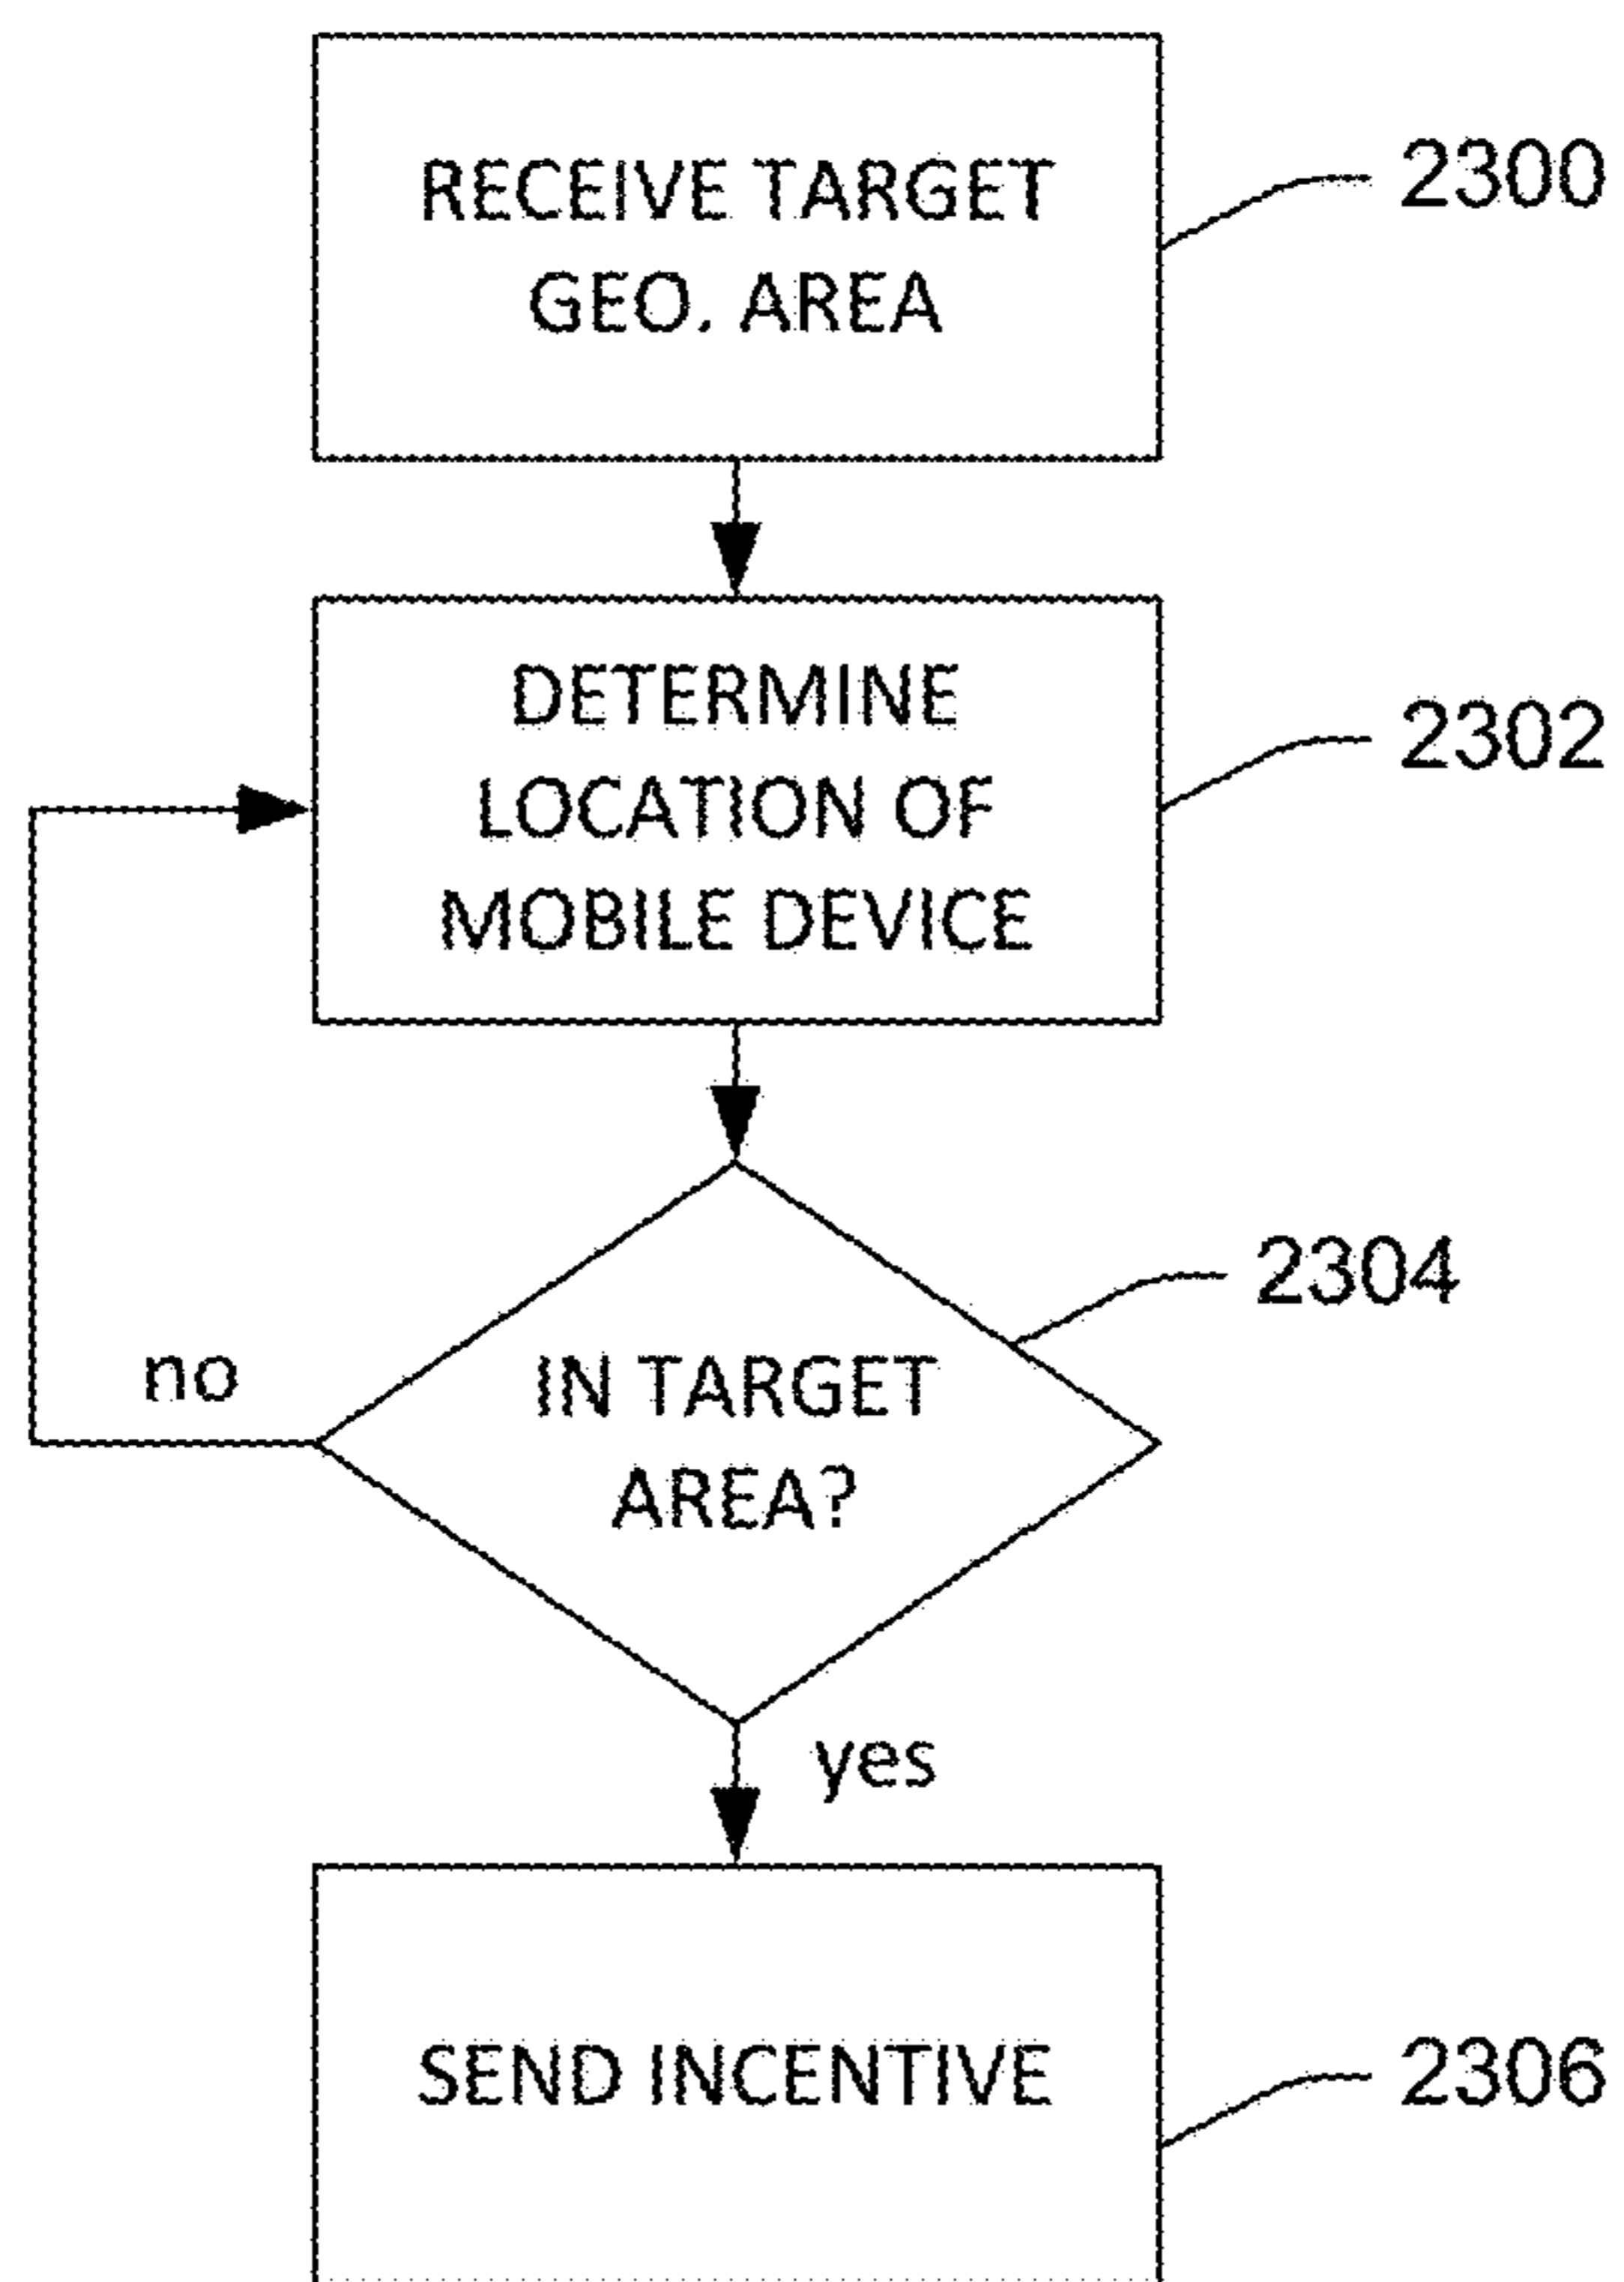 RECEIVE TARGET
GEO. AREA
2300
DETERMINE
LOCATION OF
MOBILE DEVICE
2302
IN TARGET
AREA?
2304
no
yes
SEND INCENTIVE
2306